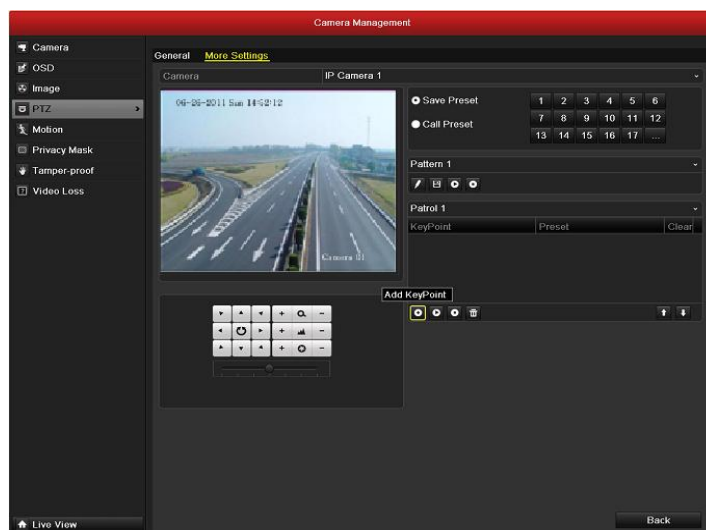 Camera Management
Camera
OSD
Image
PTZ
Motion
Privacy Mask
Tamper-proof
Video Loss
General More Settings
Camera IP Camera 1
06-26-2011 Sun 14:52:12
Camera 01
Save Preset
Call Preset
1 2 3 4 5 6
7 8 9 10 11 12
13 14 15 16 17 ...
Pattern 1
Patrol 1
KeyPoint Preset Clear
Add KeyPoint
Live View
Back